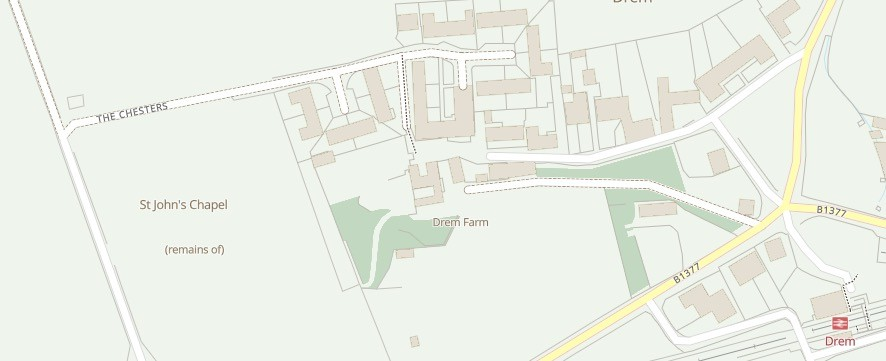 Drem
THE CHESTERS
St John's Chapel
(remains of)
Drem Farm
B1377
B1377
Drem